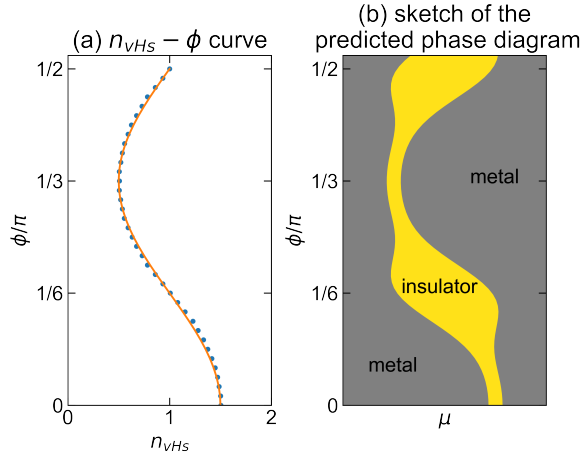 (a) n_vHs − ϕ curve
(b) sketch of the
predicted phase diagram
1/2
1/3
1/6
0
ϕ/π
0
1
2
n_vHs
1/2
1/3
1/6
0
ϕ/π
metal
insulator
metal
μ